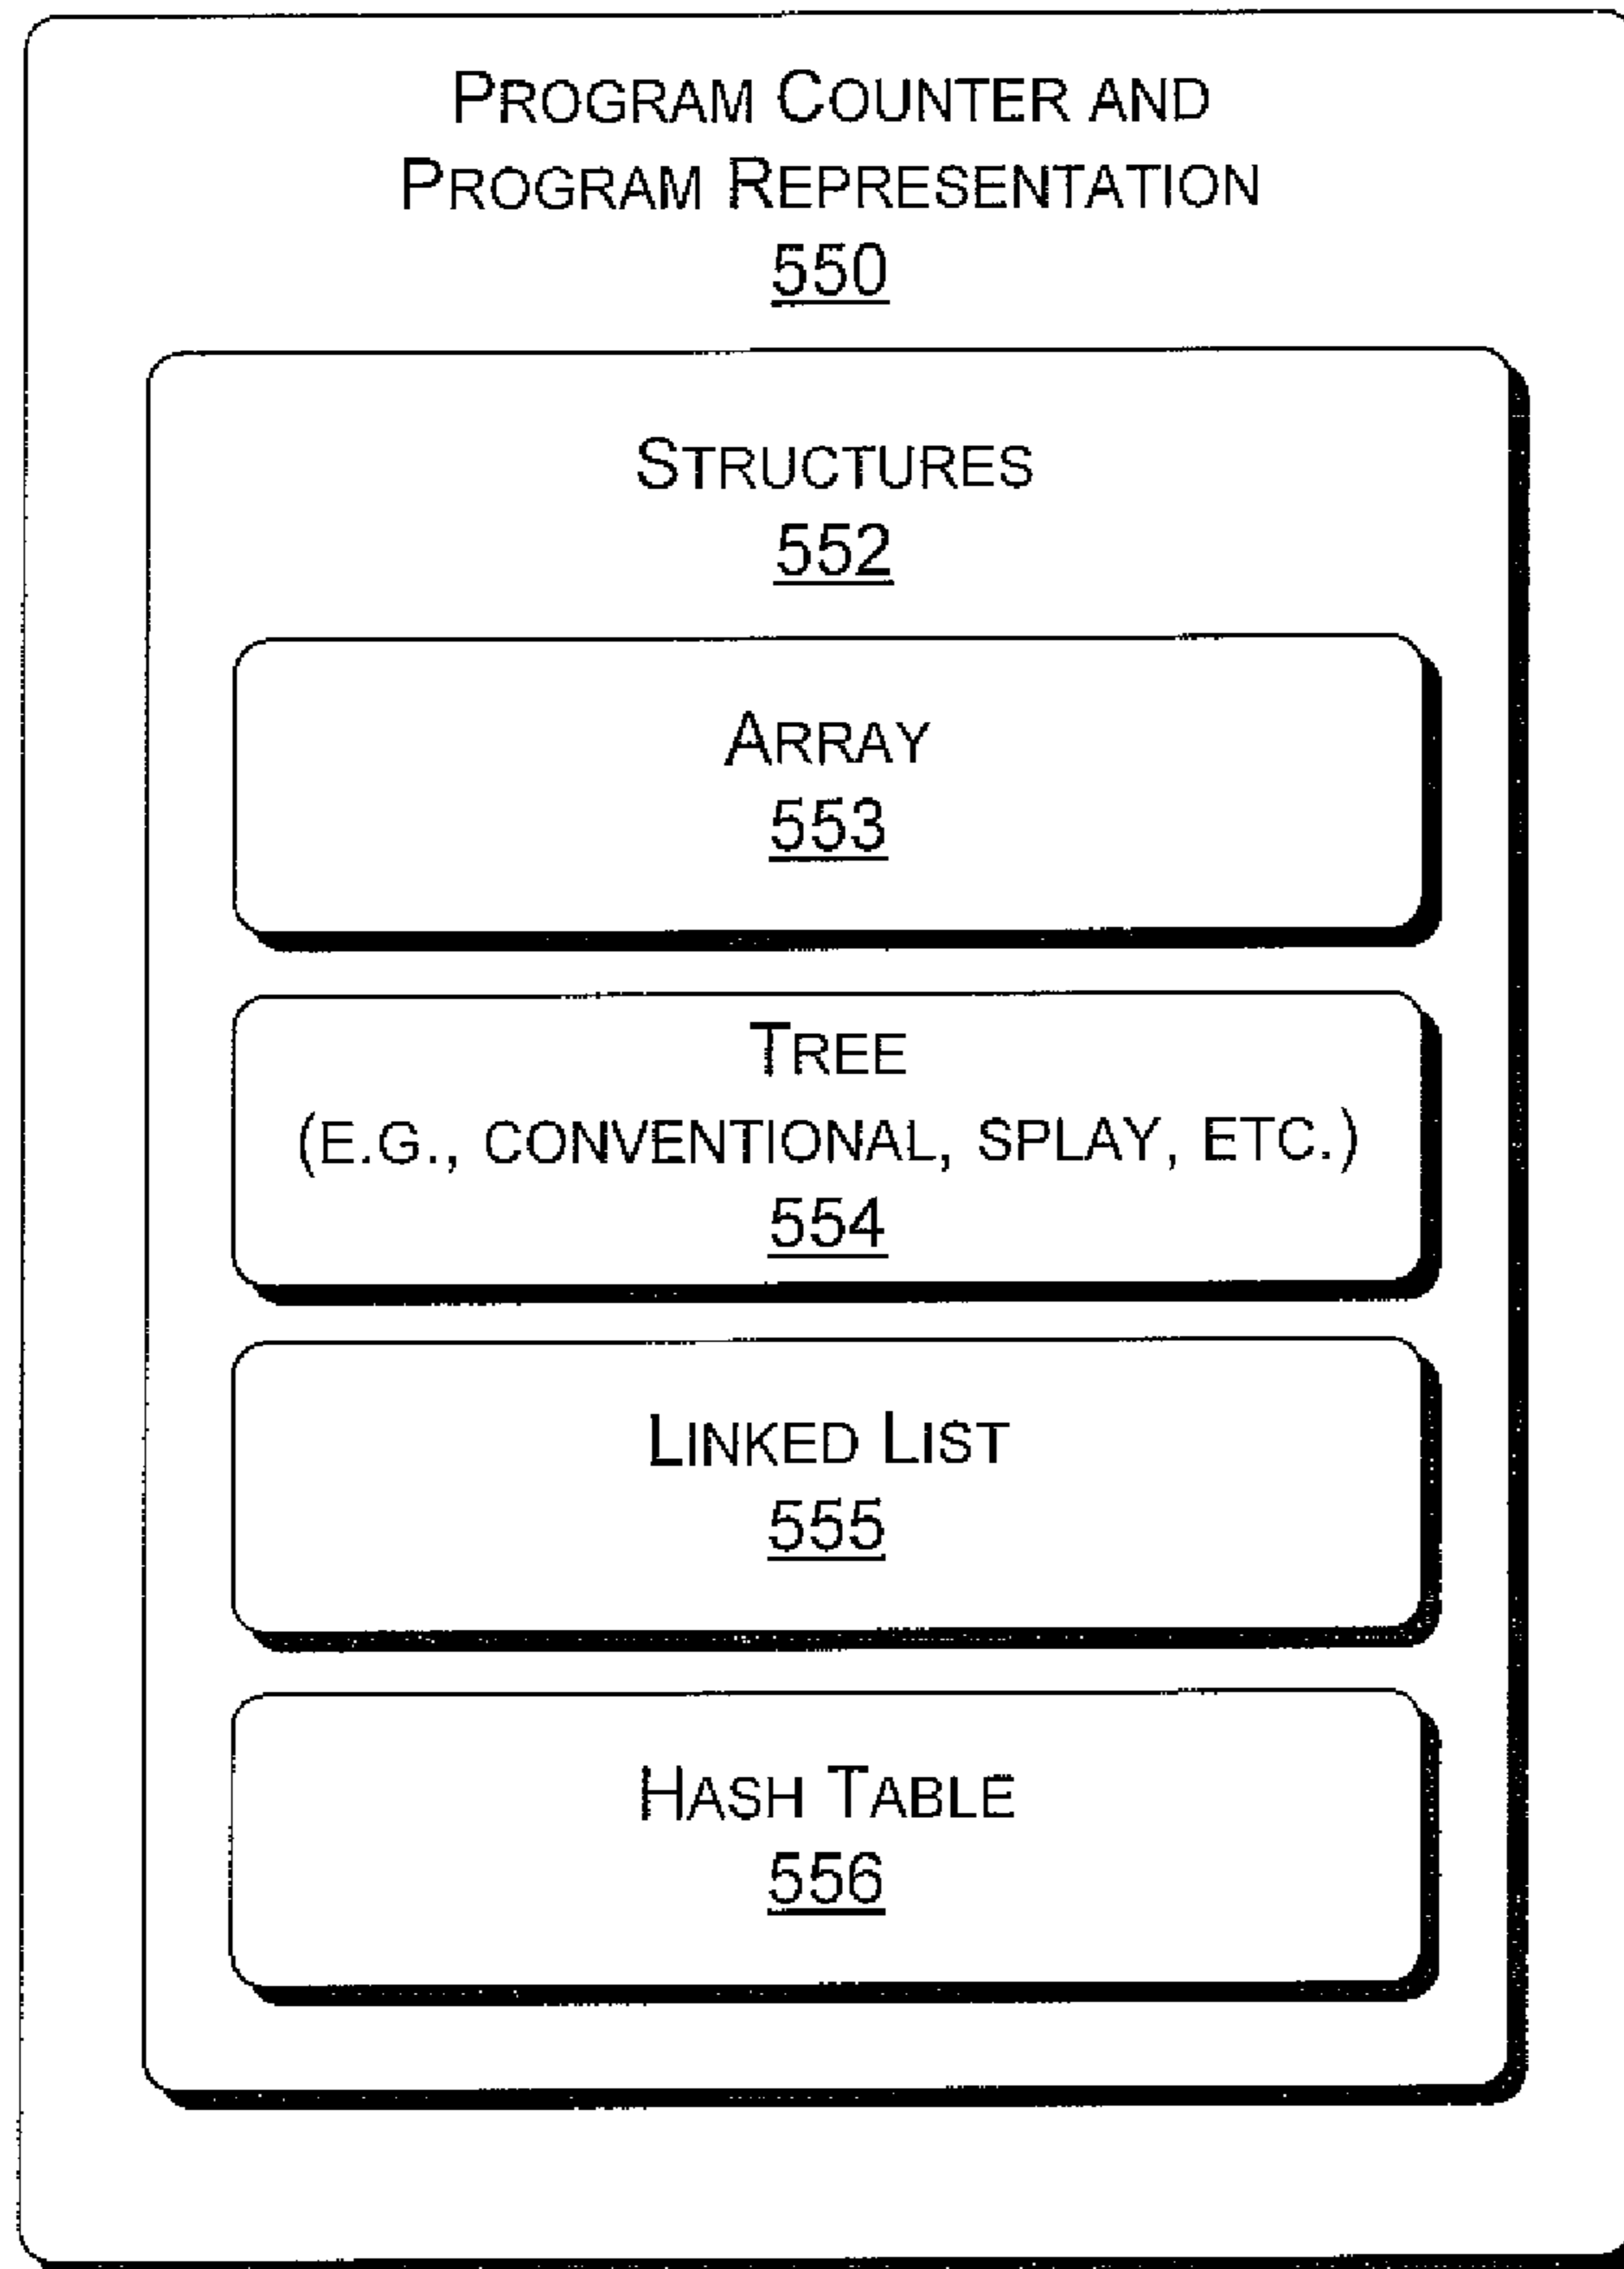 PROGRAM COUNTER AND
PROGRAM REPRESENTATION
550
STRUCTURES
552
ARRAY
553
TREE
(E.G., CONVENTIONAL, SPLAY, ETC.)
554
LINKED LIST
555
HASH TABLE
556